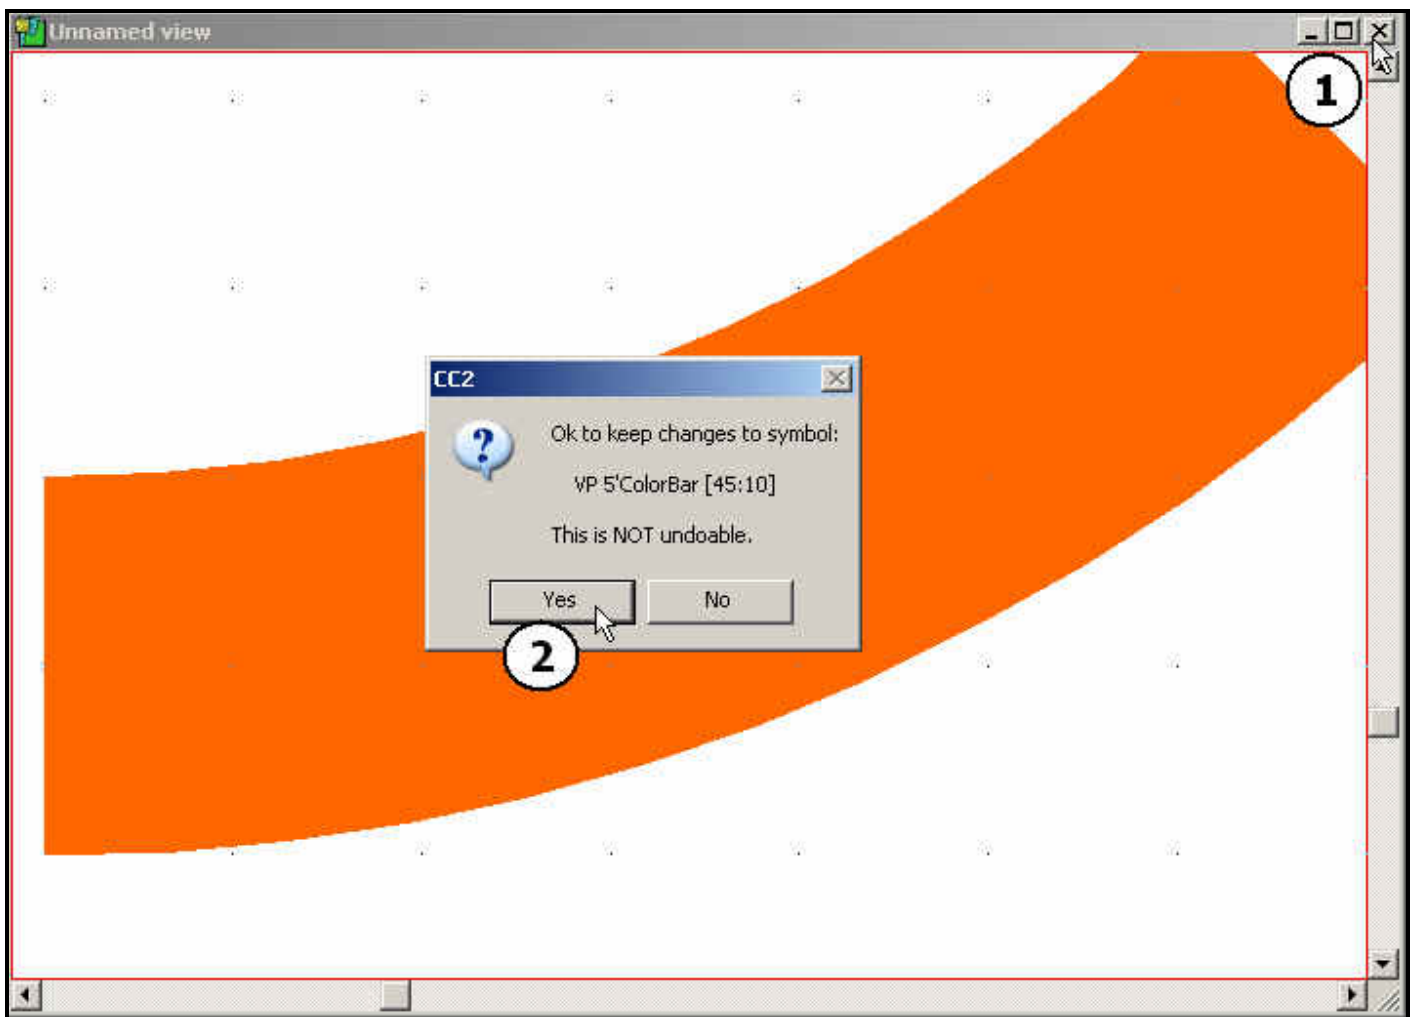 Unnamed view
1
CC2
Ok to keep changes to symbol:
VP 5'ColorBar [45:10]
This is NOT undoable.
Yes No
2